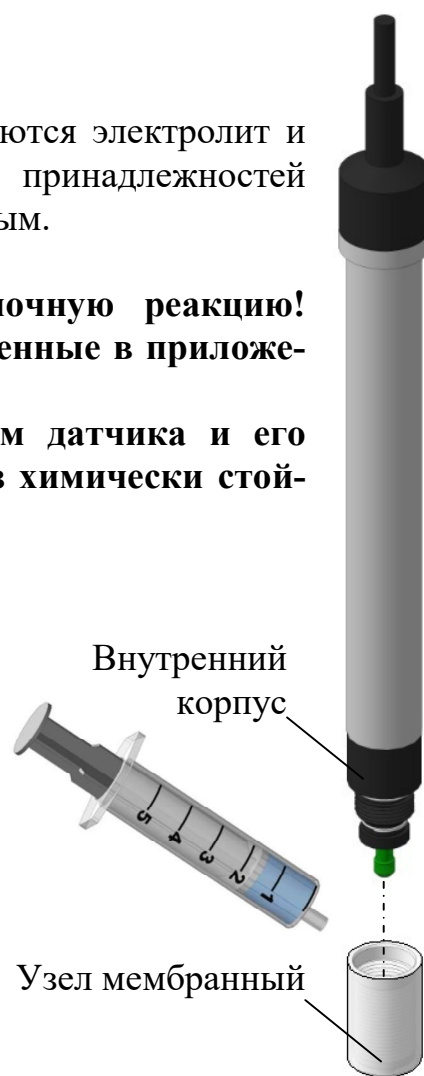 ются электролит и
принадлежностей
ым.
ючную реакцию!
енные в приложе-
м датчика и его
в химически стой-
Внутренний
корпус
5 4 3 2 1
Узел мембранный